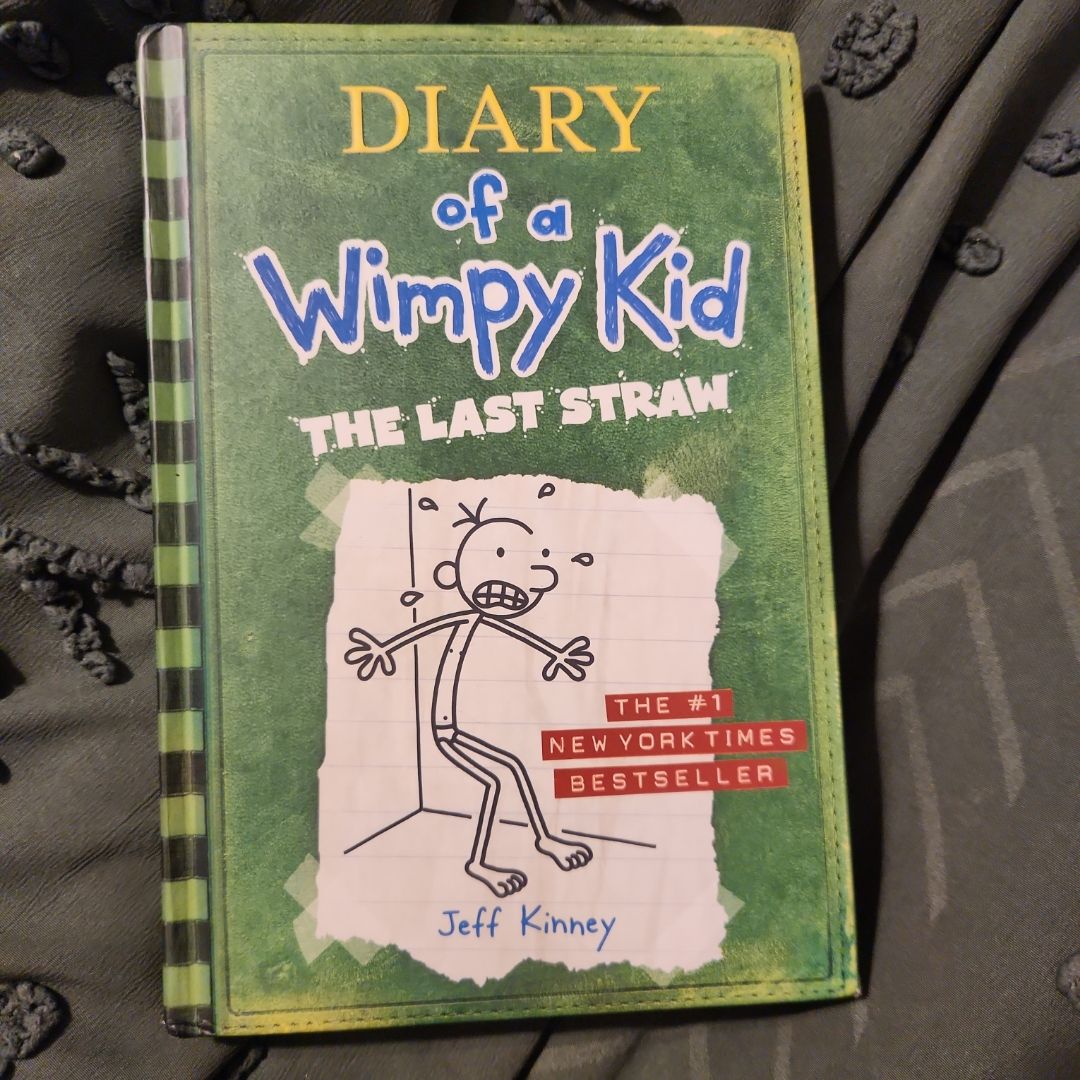 DIARY
of a
Wimpy Kid
THE LAST STRAW
THE #1
NEW YORK TIMES
BESTSELLER
Jeff Kinney